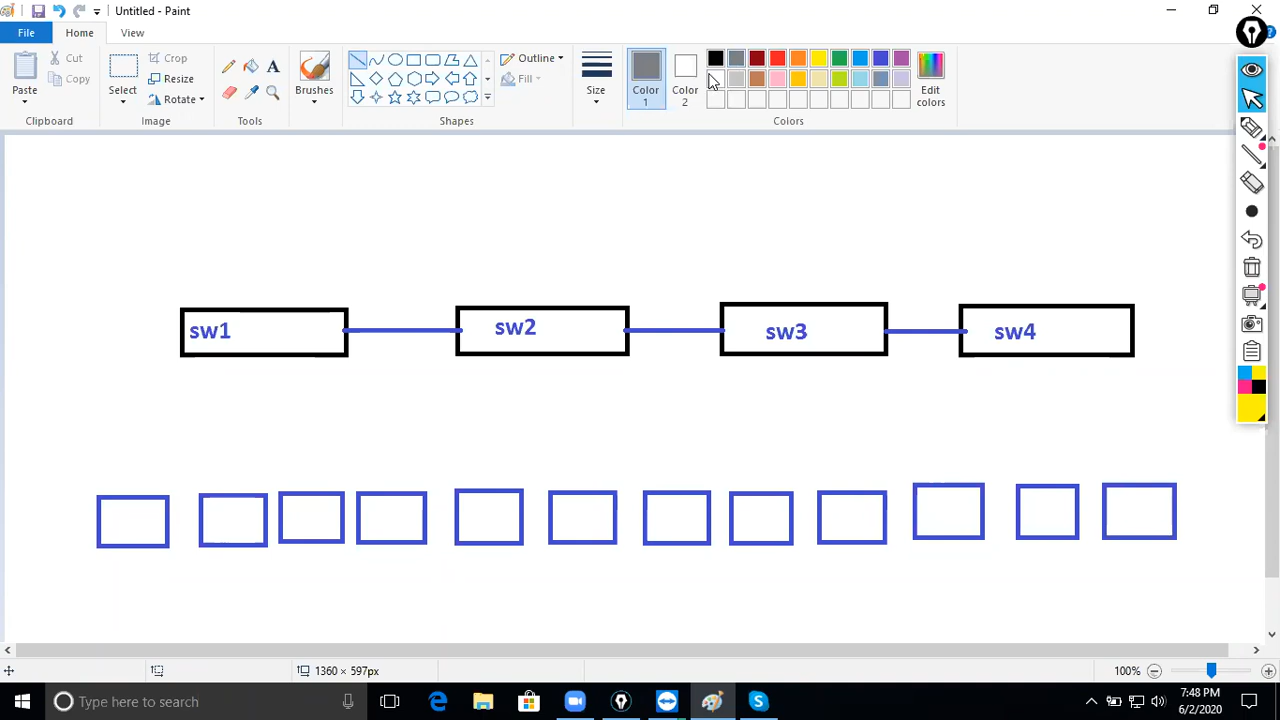 Untitled - Paint
File
Home
View
Paste
Cut
Copy
Clipboard
Select
Crop
Resize
Rotate
Image
Tools
Brushes
Outline
Fill
Shapes
Size
Color
1
Color
2
Edit
colors
Colors
sw1
sw2
sw3
sw4
1360 × 597px
100%
Type here to search
7:48 PM
6/2/2020